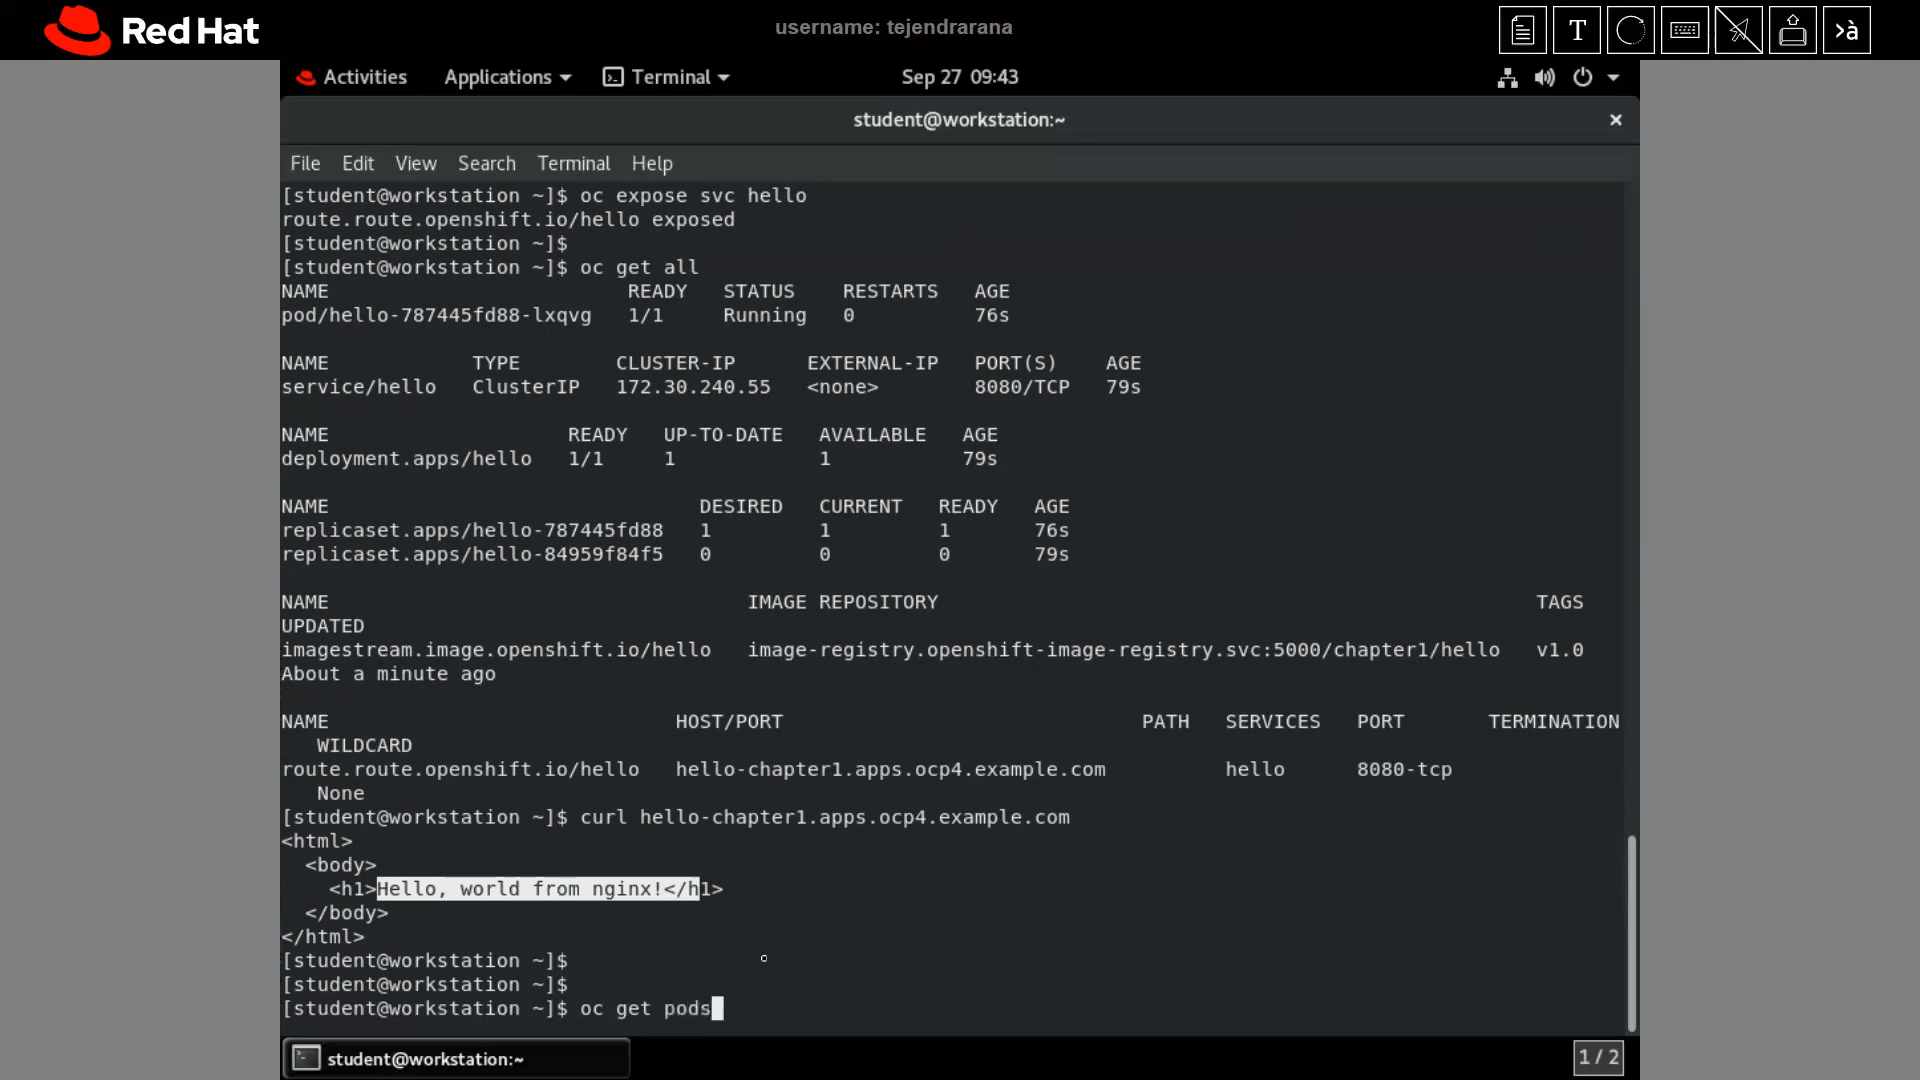 Red Hat
username: tejendrarana
T
>à
Activities Applications Terminal Sep 27 09:43
student@workstation:~ ×
File Edit View Search Terminal Help
[student@workstation ~]$ oc expose svc hello
route.route.openshift.io/hello exposed
[student@workstation ~]$
[student@workstation ~]$ oc get all
NAME READY STATUS RESTARTS AGE
pod/hello-787445fd88-lxqvg 1/1 Running 0 76s
NAME TYPE CLUSTER-IP EXTERNAL-IP PORT(S) AGE
service/hello ClusterIP 172.30.240.55 <none> 8080/TCP 79s
NAME READY UP-TO-DATE AVAILABLE AGE
deployment.apps/hello 1/1 1 1 79s
NAME DESIRED CURRENT READY AGE
replicaset.apps/hello-787445fd88 1 1 1 76s
replicaset.apps/hello-84959f84f5 0 0 0 79s
NAME IMAGE REPOSITORY TAGS
UPDATED
imagestream.image.openshift.io/hello image-registry.openshift-image-registry.svc:5000/chapter1/hello v1.0
About a minute ago
NAME HOST/PORT PATH SERVICES PORT TERMINATION
WILDCARD
route.route.openshift.io/hello hello-chapter1.apps.ocp4.example.com hello 8080-tcp
None
[student@workstation ~]$ curl hello-chapter1.apps.ocp4.example.com
<html>
<body>
<h1>Hello, world from nginx!</h1>
</body>
</html>
[student@workstation ~]$
[student@workstation ~]$
[student@workstation ~]$ oc get pods
student@workstation:~ 1 / 2